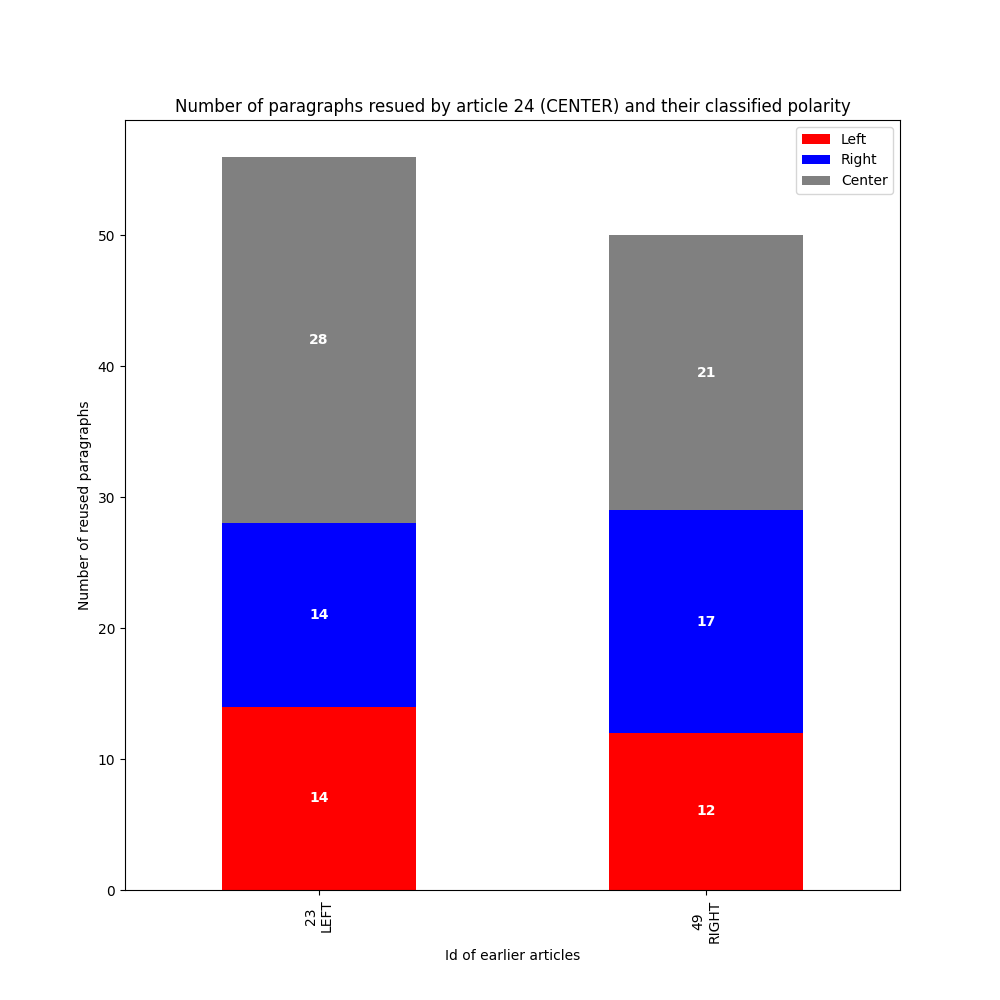 Number of paragraphs resued by article 24 (CENTER) and their classified polarity
Left
Right
Center
Number of reused paragraphs
50
40
30
20
10
0
28
14
14
21
17
12
23
LEFT
49
RIGHT
Id of earlier articles